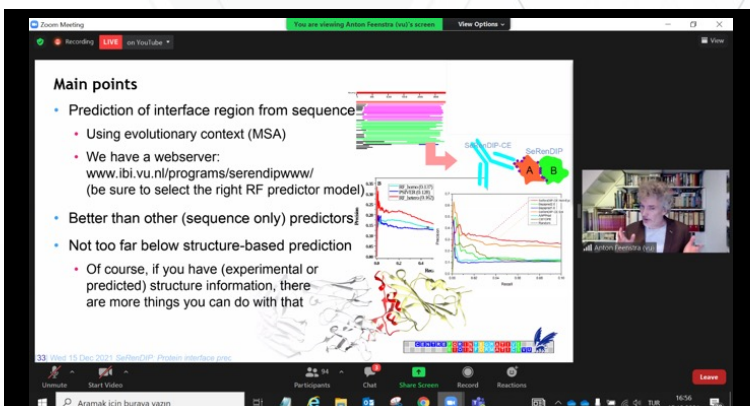 Zoom Meeting
You are viewing Anton Feenstra (vu)'s screen
View Options
Recording
LIVE
on YouTube
View
Main points
• Prediction of interface region from sequence
• Using evolutionary context (MSA)
• We have a webserver:
www.ibi.vu.nl/programs/serendipwww/
(be sure to select the right RF predictor model)
• Better than other (sequence only) predictors
• Not too far below structure-based prediction
• Of course, if you have (experimental or
predicted) structure information, there
are more things you can do with that
SeRenDIP-CE
SeRenDIP
A
B
Precision
Anton Feenstra (vu)
33
Wed 15 Dec 2021 SeRenDIP: Protein interface prec
Unmute
Start Video
94
Participants
3
Chat
Share Screen
Record
Reactions
Leave
Aramak için buraya yazın
TUR
16:56